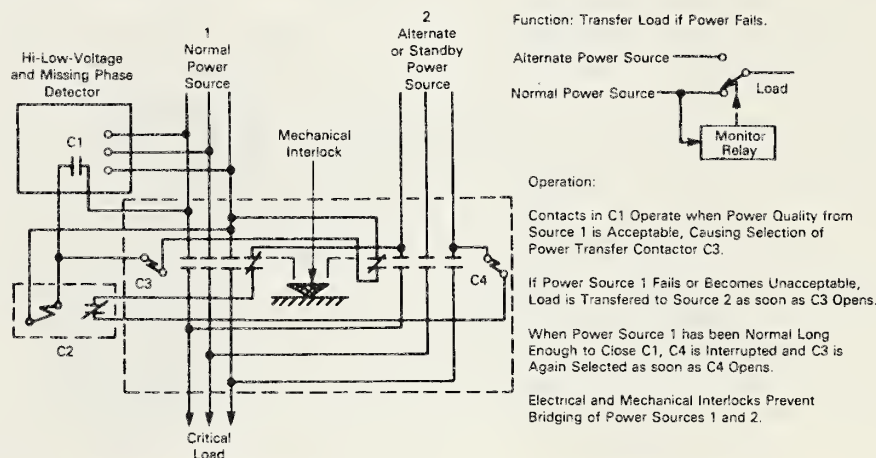 1
Normal
Power
Source
2
Alternate
or Standby
Power
Source
Hi-Low-Voltage
and Missing Phase
Detector
C1
Mechanical
Interlock
C3
C4
C2
Critical
Load
Function: Transfer Load if Power Fails.
Alternate Power Source
Normal Power Source
Load
Monitor
Relay
Operation:
Contacts in C1 Operate when Power Quality from
Source 1 is Acceptable, Causing Selection of
Power Transfer Contactor C3.
If Power Source 1 Fails or Becomes Unacceptable,
Load is Transfered to Source 2 as soon as C3 Opens.
When Power Source 1 has been Normal Long
Enough to Close C1, C4 is Interrupted and C3 is
Again Selected as soon as C4 Opens.
Electrical and Mechanical Interlocks Prevent
Bridging of Power Sources 1 and 2.